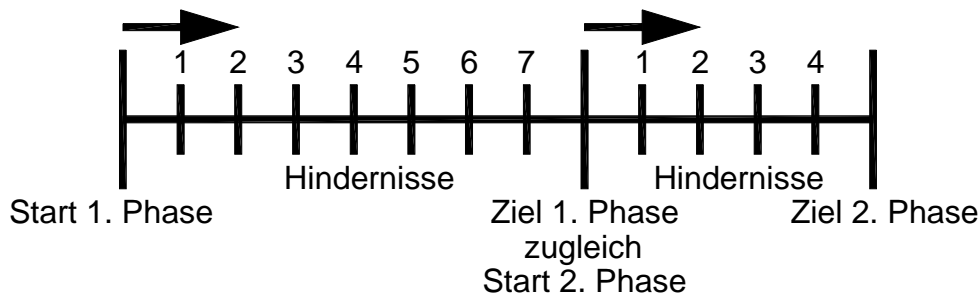 1 2 3 4 5 6 7 1 2 3 4
Hindernisse Hindernisse
Start 1. Phase Ziel 1. Phase Ziel 2. Phase
zugleich
Start 2. Phase